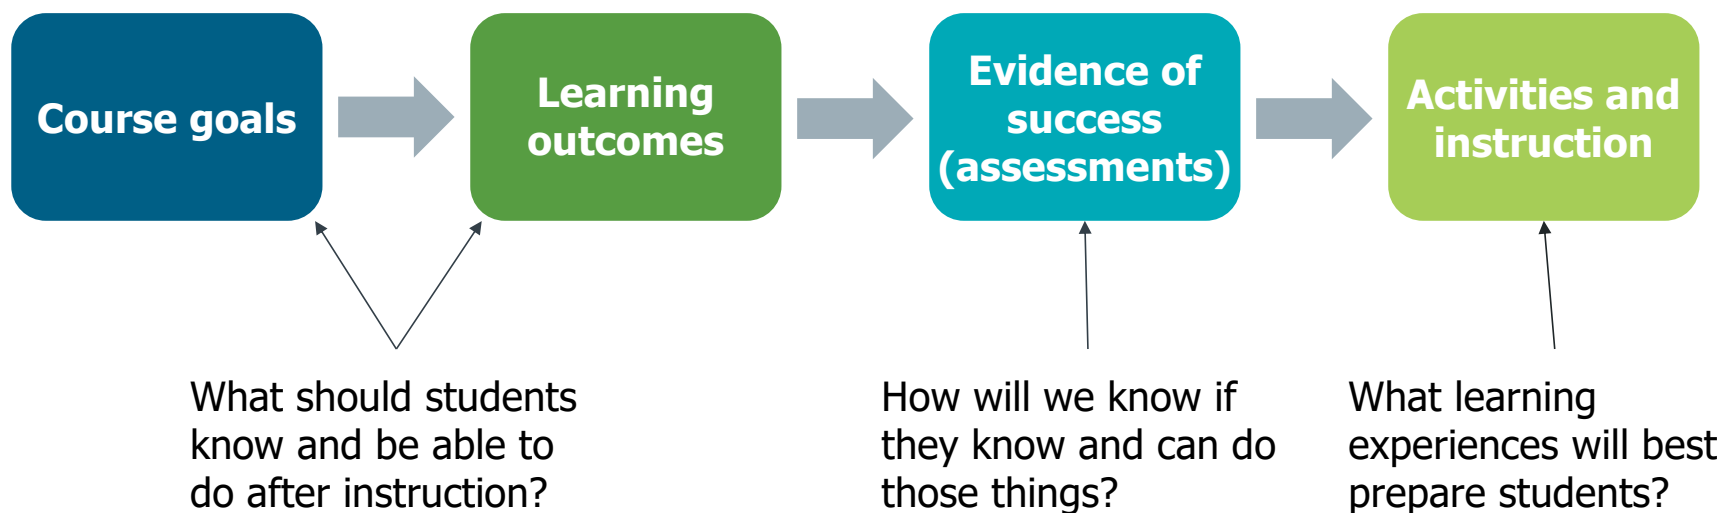 Course goals
Learning
outcomes
Evidence of
success
(assessments)
Activities and
instruction
What should students
know and be able to
do after instruction?
How will we know if
they know and can do
those things?
What learning
experiences will best
prepare students?